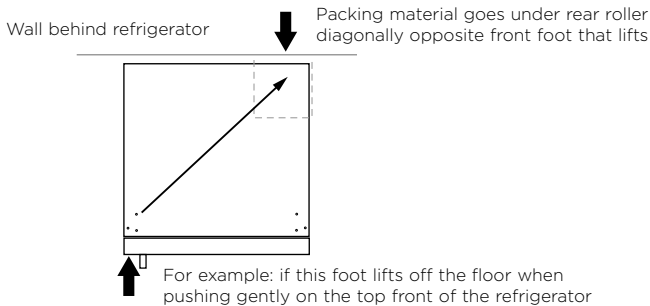 Wall behind refrigerator
Packing material goes under rear roller
diagonally opposite front foot that lifts
For example: if this foot lifts off the floor when
pushing gently on the top front of the refrigerator